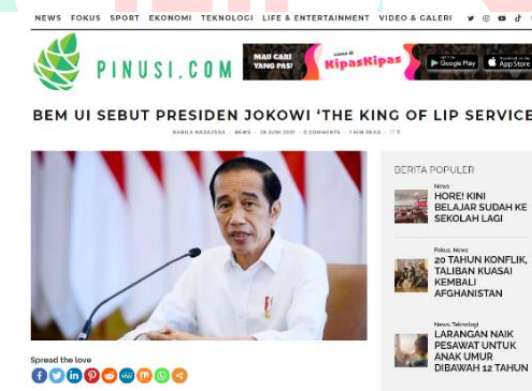 NEWS FOKUS SPORT EKONOMI TEKNOLOGI LIFE & ENTERTAINMENT VIDEO & GALERI
PINUSI.COM
MAU CARI
YANG PAS?
KipasKipas
Google Play
App Store
BEM UI SEBUT PRESIDEN JOKOWI ‘THE KING OF LIP SERVICE
NABILA NADAZKIA - NEWS - 28 JUNI 2021 - 0 COMMENTS - 1 MIN READ
BERITA POPULER
News
HORE! KINI
BELAJAR SUDAH KE
SEKOLAH LAGI
Fokus, News
20 TAHUN KONFLIK,
TALIBAN KUASAI
KEMBALI
AFGHANISTAN
News, Teknologi
LARANGAN NAIK
PESAWAT UNTUK
ANAK UMUR
DIBAWAH 12 TAHUN
Spread the love